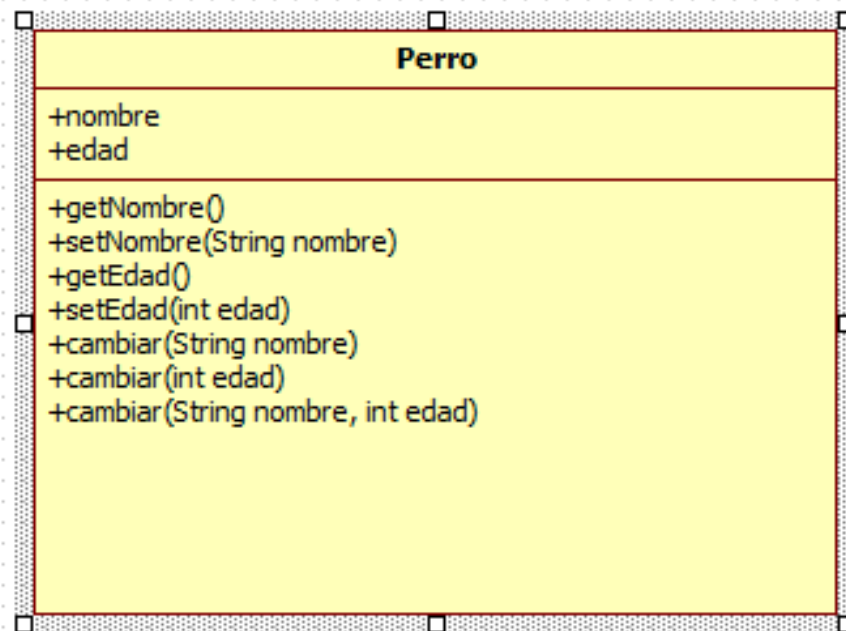 Perro
+nombre
+edad
+getNombre()
+setNombre(String nombre)
+getEdad()
+setEdad(int edad)
+cambiar(String nombre)
+cambiar(int edad)
+cambiar(String nombre, int edad)